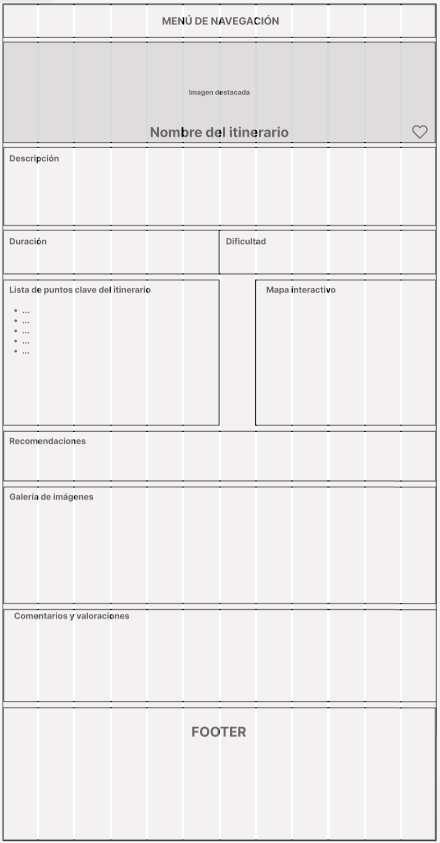 MENÚ DE NAVEGACIÓN
Imagen destacada
Nombre del itinerario
Descripción
Duración
Dificultad
Lista de puntos clave del itinerario
Mapa interactivo
• ...
• ...
• ...
• ...
• ...
Recomendaciones
Galería de imágenes
Comentarios y valoraciones
FOOTER